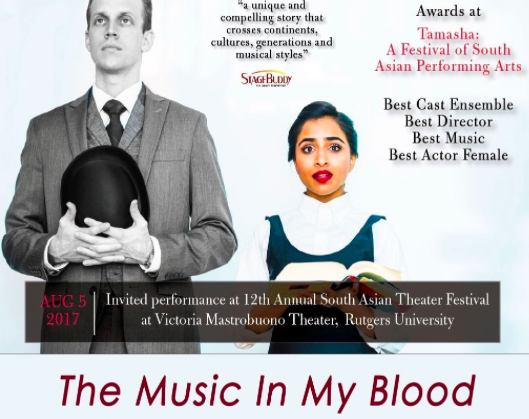 "a unique and
compelling story that
crosses continents,
cultures, generations and
musical styles"
STAGEBUDDY
Awards at
Tamasha:
A Festival of South
Asian Performing Arts
Best Cast Ensemble
Best Director
Best Music
Best Actor Female
AUG 5
2017
Invited performance at 12th Annual South Asian Theater Festival
at Victoria Mastrobuono Theater, Rutgers University
The Music In My Blood